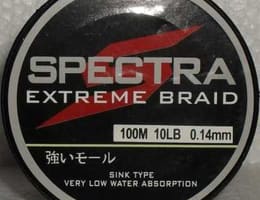 SPECTRA
EXTREME BRAID
100M 10LB 0.14mm
強いモール
SINK TYPE
VERY LOW WATER ABSORPTION